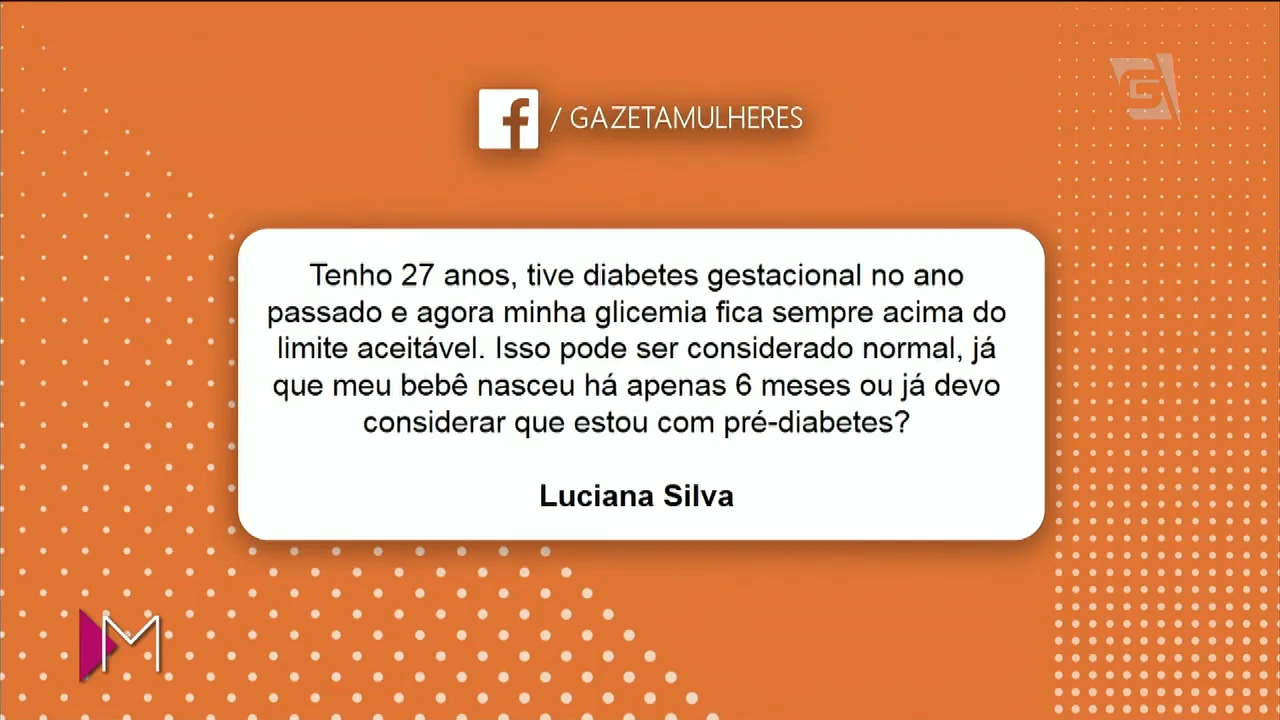 f / GAZETAMULHERES
G
Tenho 27 anos, tive diabetes gestacional no ano
passado e agora minha glicemia fica sempre acima do
limite aceitável. Isso pode ser considerado normal, já
que meu bebê nasceu há apenas 6 meses ou já devo
considerar que estou com pré-diabetes?
Luciana Silva
M